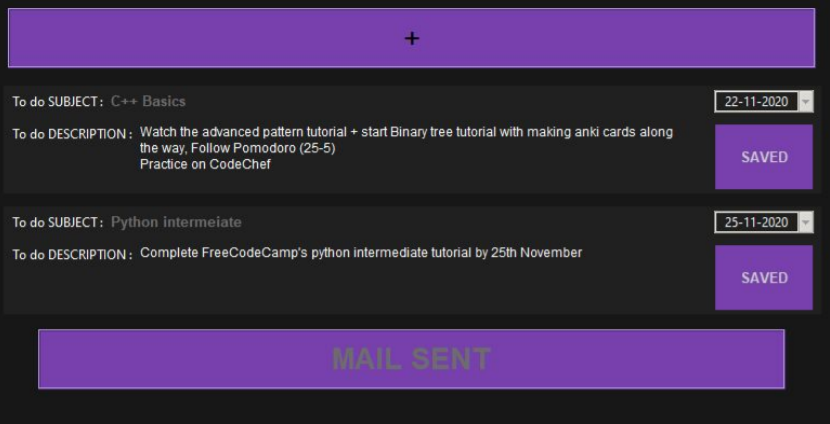 +
To do SUBJECT : C++ Basics
22-11-2020
To do DESCRIPTION : Watch the advanced pattern tutorial + start Binary tree tutorial with making anki cards along
the way, Follow Pomodoro (25-5)
Practice on CodeChef
SAVED
To do SUBJECT : Python intermeiate
25-11-2020
To do DESCRIPTION : Complete FreeCodeCamp's python intermediate tutorial by 25th November
SAVED
MAIL SENT